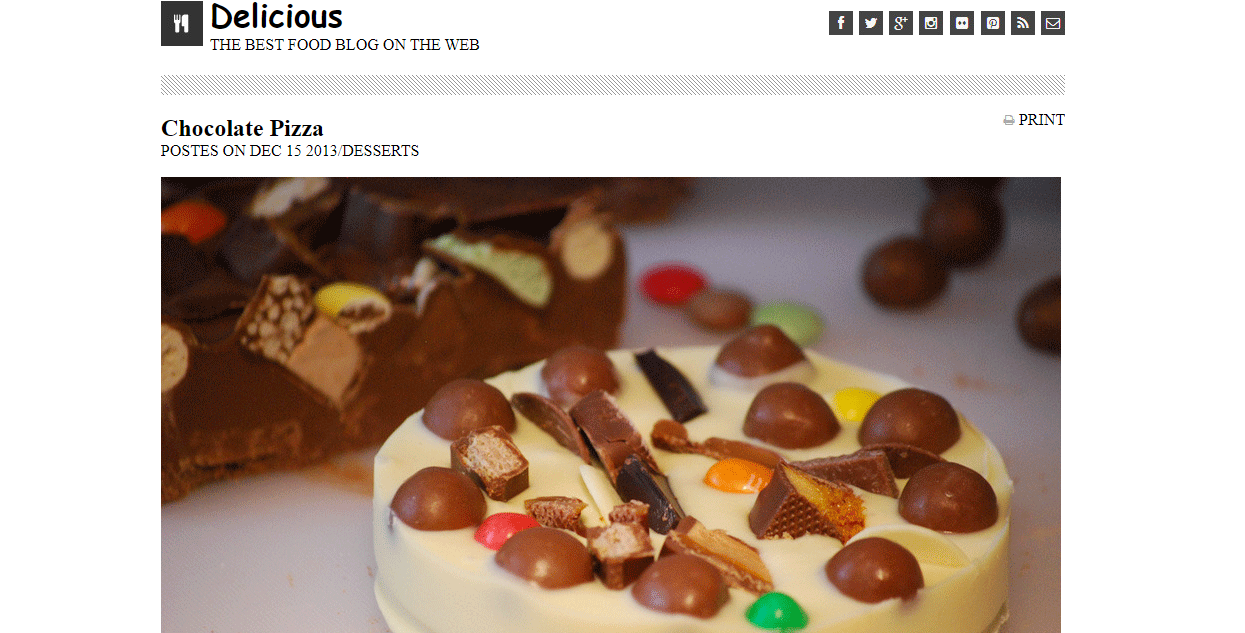 Delicious
THE BEST FOOD BLOG ON THE WEB
PRINT
Chocolate Pizza
POSTES ON DEC 15 2013/DESSERTS